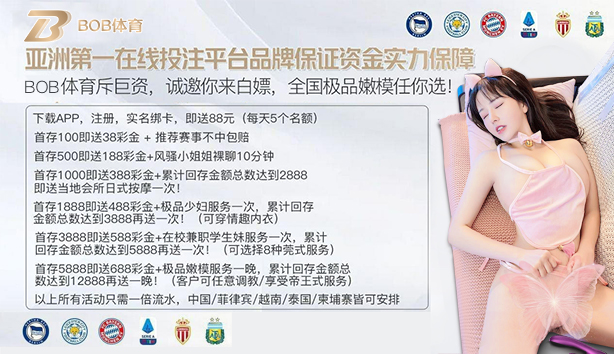 BOB体育
亚洲第一在线投注平台品牌保证资金实力保障
BOB体育斥巨资，诚邀你来白嫖，全国极品嫩模任你选！
下载APP，注册，实名绑卡，即送88元（每天5个名额）
首存100即送38彩金 + 推荐赛事不中包赔
首存500即送188彩金+风骚小姐姐裸聊10分钟
首存1000即送388彩金+累计回存金额总数达到2888
即送当地会所日式按摩一次！
首存1888即送488彩金+极品少妇服务一次，累计回存
金额总数达到3888再送一次！（可穿情趣内衣）
首存3888即送588彩金+在校兼职学生妹服务一次，累计
回存金额总数达到5888再送一次！（可选择8种莞式服务）
首存5888即送688彩金+极品嫩模服务一晚，累计回存金额总
数达到12888再送一晚！（客户可任意调教/享受帝王式服务）
以上所有活动只需一倍流水，中国/菲律宾/越南/泰国/柬埔寨皆可安排